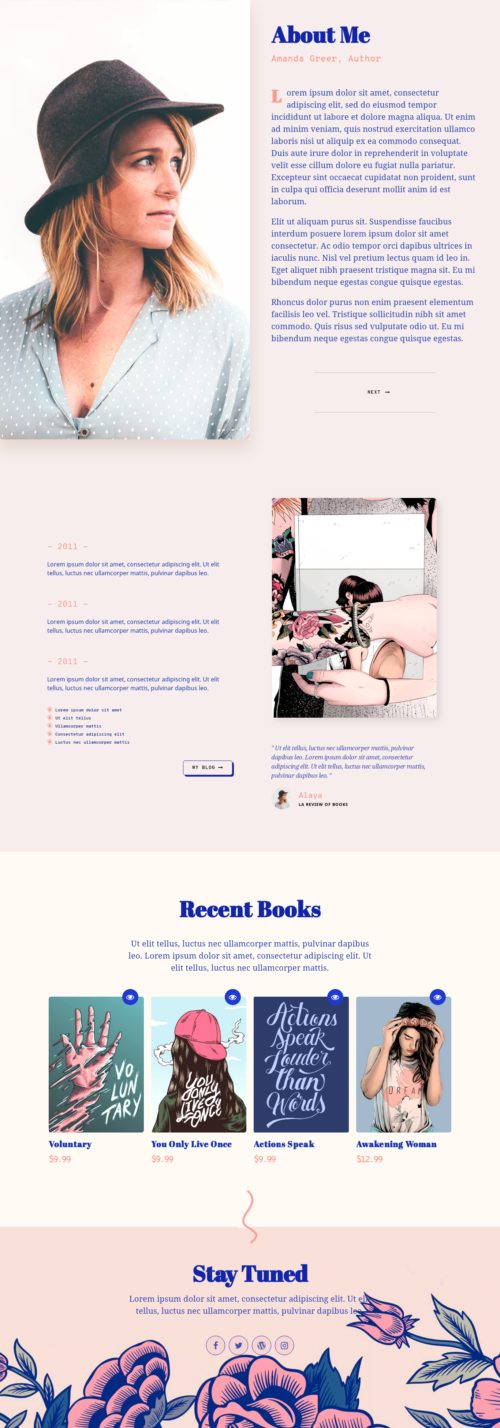 About Me
Amanda Greer, Author
Lorem ipsum dolor sit amet, consectetur
adipiscing elit, sed do eiusmod tempor
incididunt ut labore et dolore magna aliqua. Ut enim
ad minim veniam, quis nostrud exercitation ullamco
laboris nisi ut aliquip ex ea commodo consequat.
Duis aute irure dolor in reprehenderit in voluptate
velit esse cillum dolore eu fugiat nulla pariatur.
Excepteur sint occaecat cupidatat non proident, sunt
in culpa qui officia deserunt mollit anim id est
laborum.
Elit ut aliquam purus sit. Suspendisse faucibus
interdum posuere lorem ipsum dolor sit amet
consectetur. Ac odio tempor orci dapibus ultrices in
iaculis nunc. Nisl vel pretium lectus quam id leo in.
Eget aliquet nibh praesent tristique magna sit. Eu mi
bibendum neque egestas congue quisque egestas.
Rhoncus dolor purus non enim praesent elementum
facilisis leo vel. Tristique sollicitudin nibh sit amet
commodo. Quis risus sed vulputate odio ut. Eu mi
bibendum neque egestas congue quisque egestas.
NEXT →
– 2011 –
Lorem ipsum dolor sit amet, consectetur adipiscing elit. Ut elit
tellus, luctus nec ullamcorper mattis, pulvinar dapibus leo.
– 2011 –
Lorem ipsum dolor sit amet, consectetur adipiscing elit. Ut elit
tellus, luctus nec ullamcorper mattis, pulvinar dapibus leo.
– 2011 –
Lorem ipsum dolor sit amet, consectetur adipiscing elit. Ut elit
tellus, luctus nec ullamcorper mattis, pulvinar dapibus leo.
Lorem ipsum dolor sit amet
Ut elit tellus
Ullamcorper mattis
Consectetur adipiscing elit
Luctus nec ullamcorper mattis
MY BLOG →
" Ut elit tellus, luctus nec ullamcorper mattis, pulvinar
dapibus leo. Lorem ipsum dolor sit amet, consectetur
adipiscing elit. Ut elit tellus, luctus nec ullamcorper mattis,
pulvinar dapibus leo. "
Alaya
LA REVIEW OF BOOKS
Recent Books
Ut elit tellus, luctus nec ullamcorper mattis, pulvinar dapibus
leo. Lorem ipsum dolor sit amet, consectetur adipiscing elit. Ut
elit tellus, luctus nec ullamcorper mattis.
VO
LUN
TARY
YOU
ONLY
LIVE
ONCE
Actions
Speak
Louder
than
Words
DREAM
Voluntary
You Only Live Once
Actions Speak
Awakening Woman
$9.99
$9.99
$9.99
$12.99
Stay Tuned
Lorem ipsum dolor sit amet, consectetur adipiscing elit. Ut elit
tellus, luctus nec ullamcorper mattis, pulvinar dapibus leo